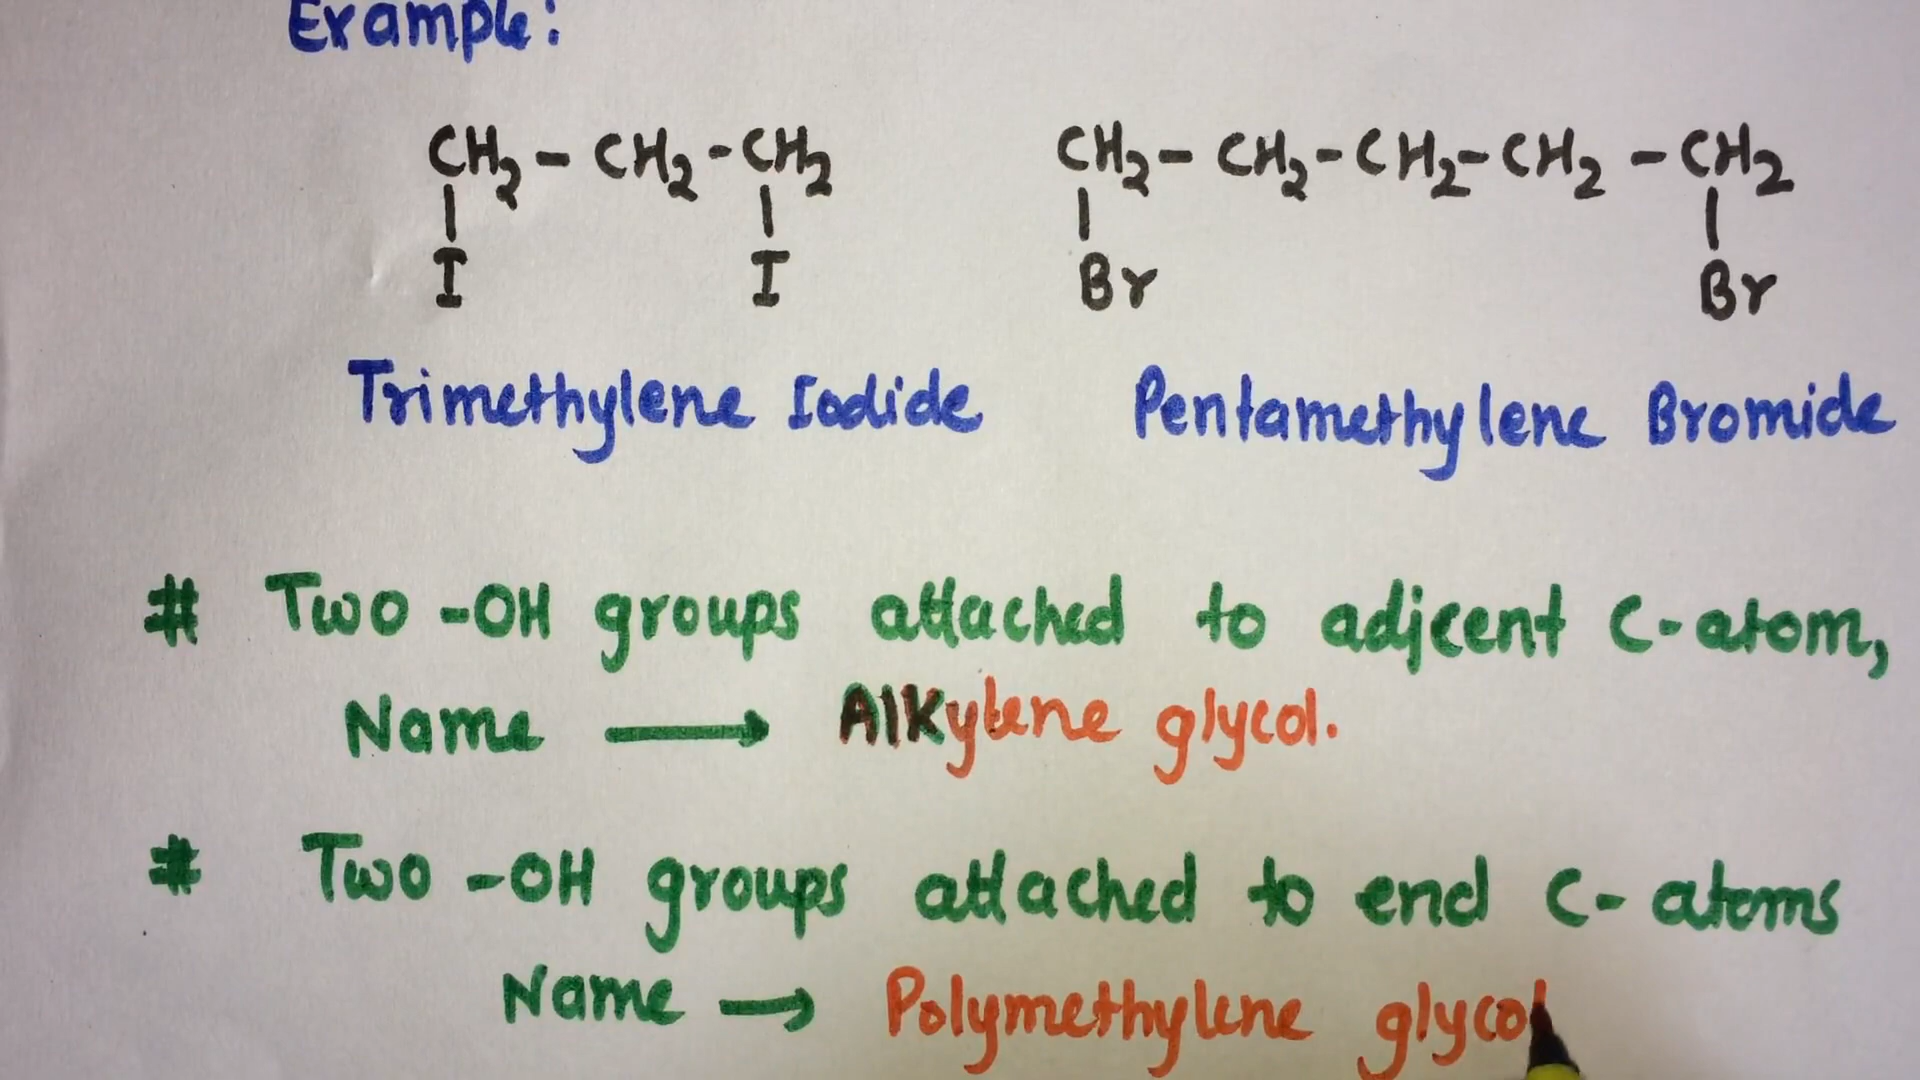 Example:
CH2 - CH2 - CH2
I I
CH2 - CH2 - CH2 - CH2 - CH2
Br Br
Trimethylene Iodide
Pentamethylene Bromide
# Two -OH groups attached to adjcent C-atom,
Name → Alkylene glycol.
# Two -OH groups attached to end C-atoms
Name → Polymethylene glycol